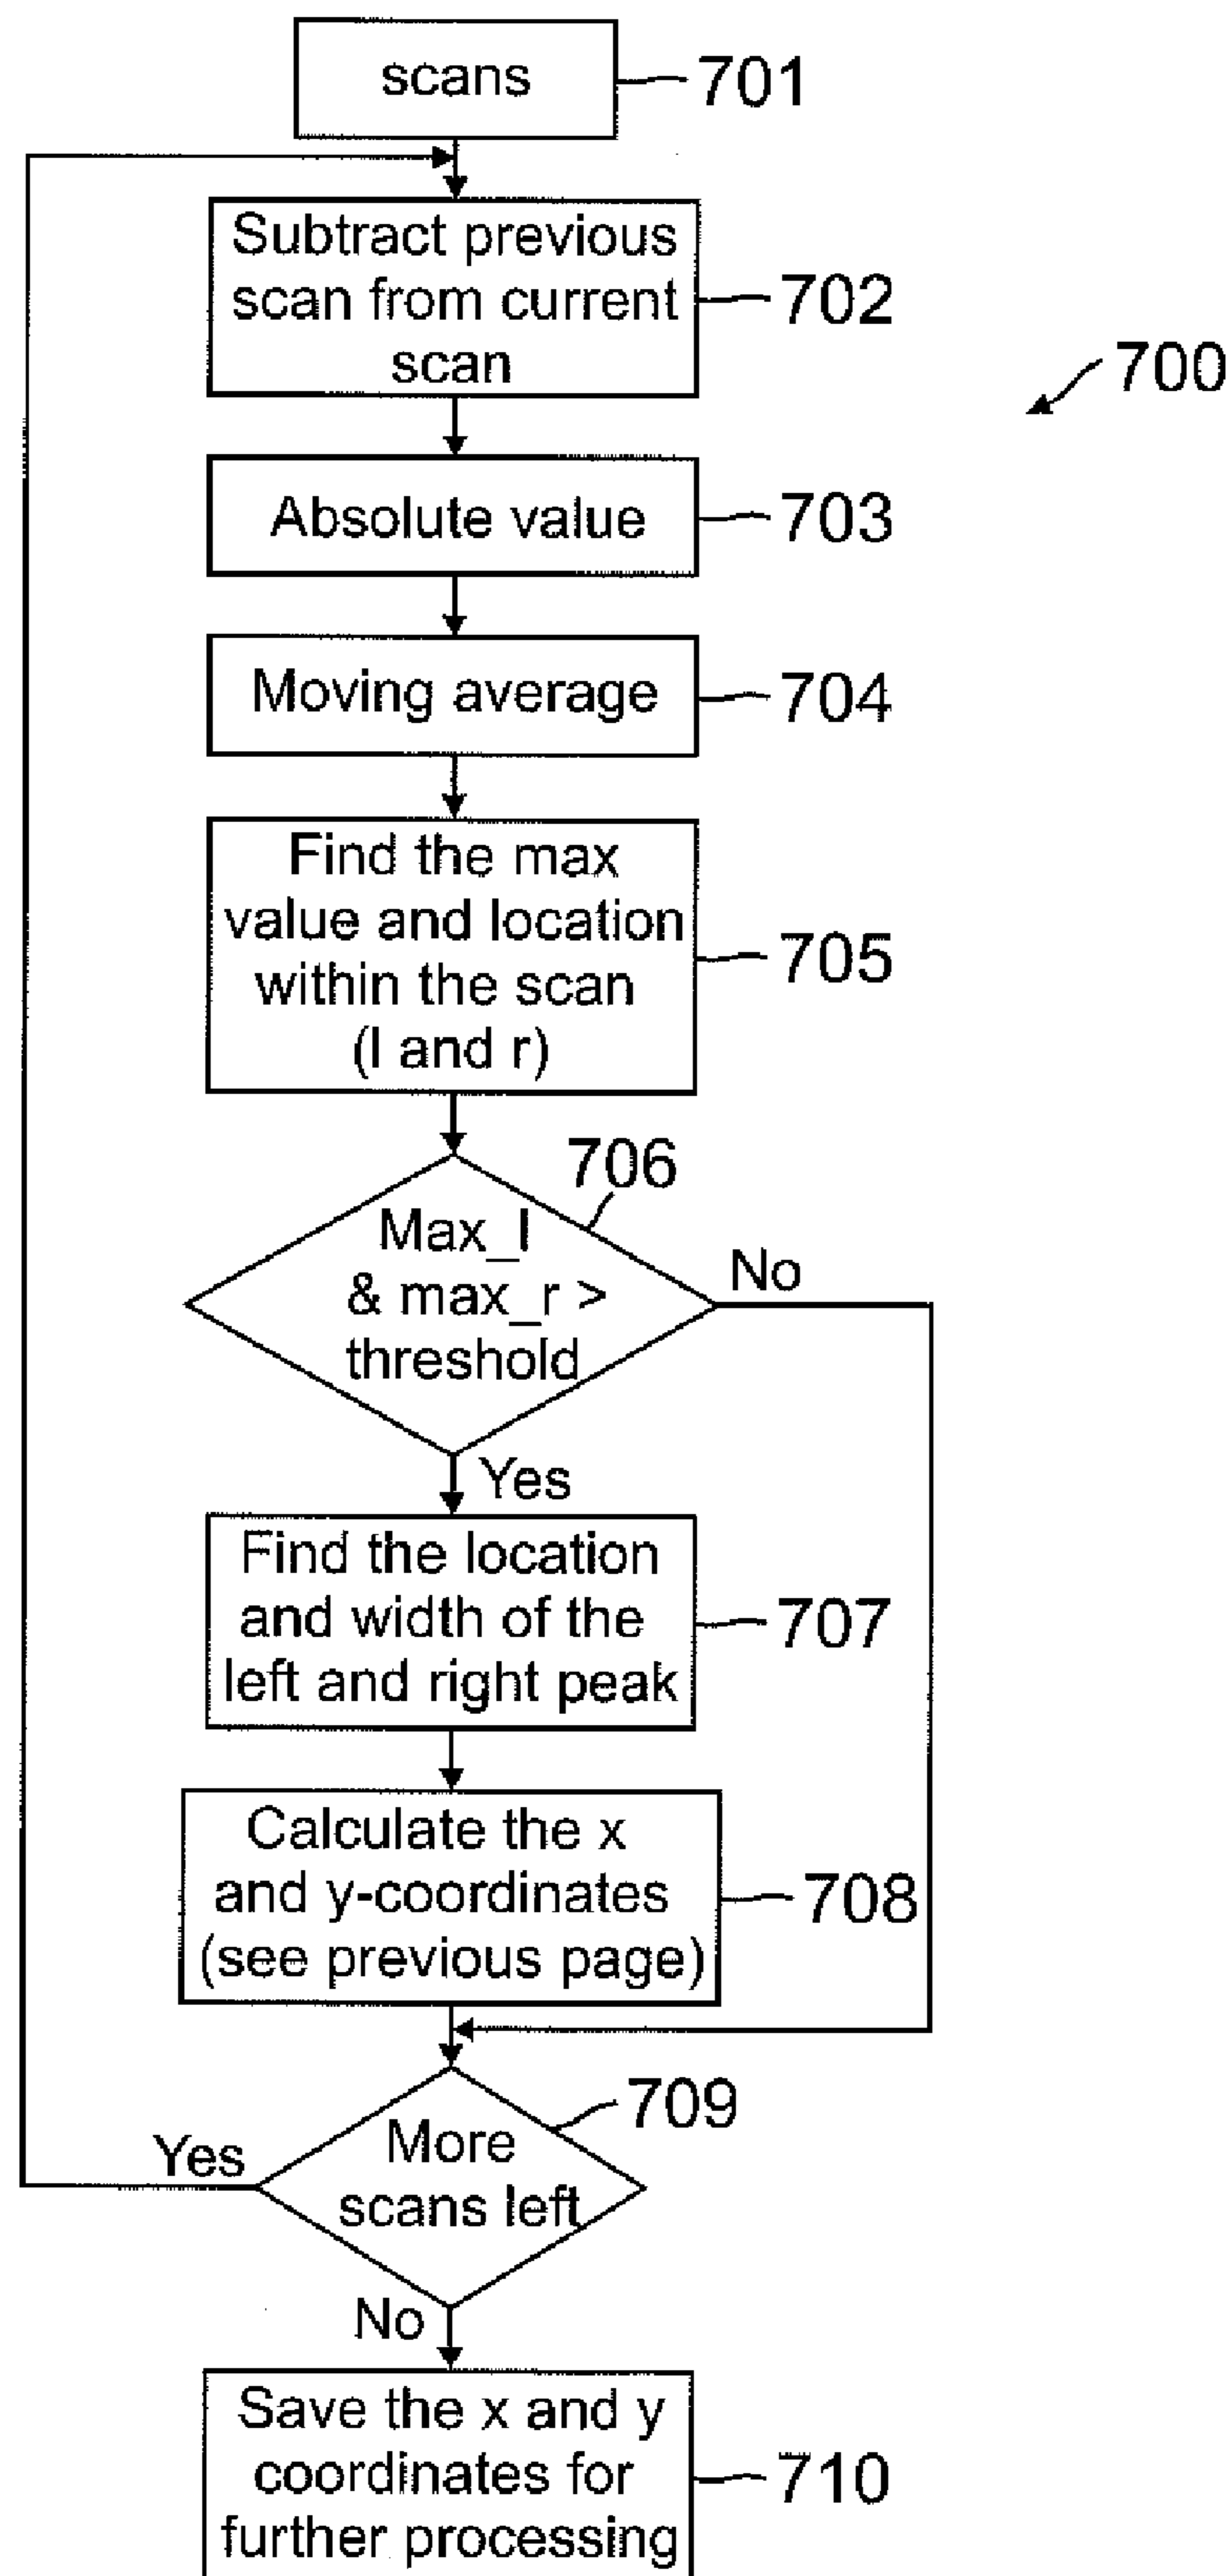 scans
701
Subtract previous
scan from current
scan
702
700
Absolute value
703
Moving average
704
Find the max
value and location
within the scan
(l and r)
705
706
Max_l
& max_r >
threshold
No
Yes
Find the location
and width of the
left and right peak
707
Calculate the x
and y-coordinates
(see previous page)
708
709
More
scans left
Yes
No
Save the x and y
coordinates for
further processing
710